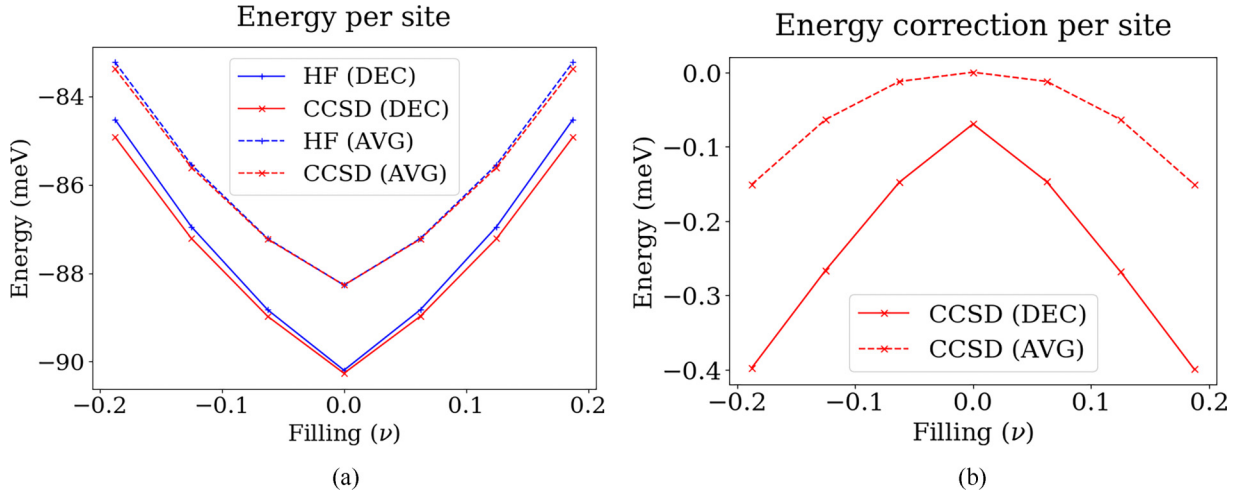 Energy per site
Energy (meV)
−84
−86
−88
−90
HF (DEC)
CCSD (DEC)
HF (AVG)
CCSD (AVG)
−0.2
−0.1
0.0
0.1
0.2
Filling (ν)
(a)
Energy correction per site
Energy (meV)
0.0
−0.1
−0.2
−0.3
−0.4
CCSD (DEC)
CCSD (AVG)
−0.2
−0.1
0.0
0.1
0.2
Filling (ν)
(b)